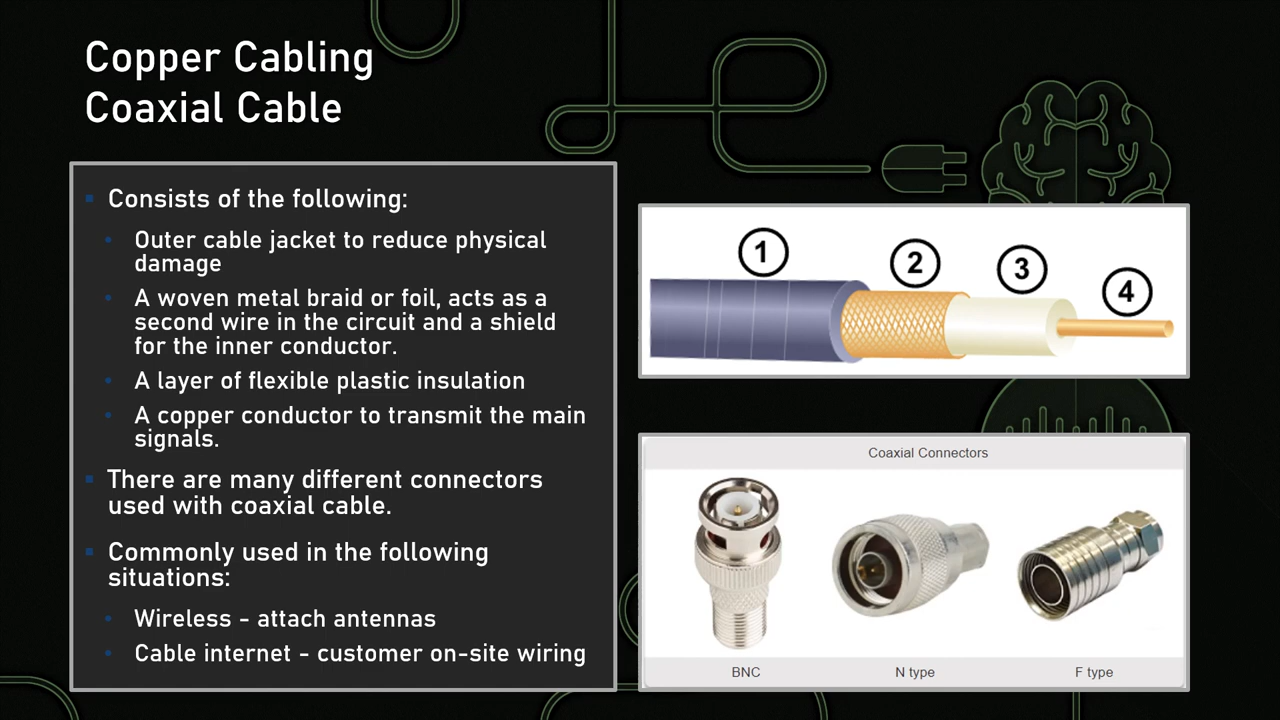 Copper Cabling
Coaxial Cable
Consists of the following:
Outer cable jacket to reduce physical
damage
A woven metal braid or foil, acts as a
second wire in the circuit and a shield
for the inner conductor.
A layer of flexible plastic insulation
A copper conductor to transmit the main
signals.
There are many different connectors
used with coaxial cable.
Commonly used in the following
situations:
Wireless - attach antennas
Cable internet - customer on-site wiring
1
2
3
4
Coaxial Connectors
BNC
N type
F type